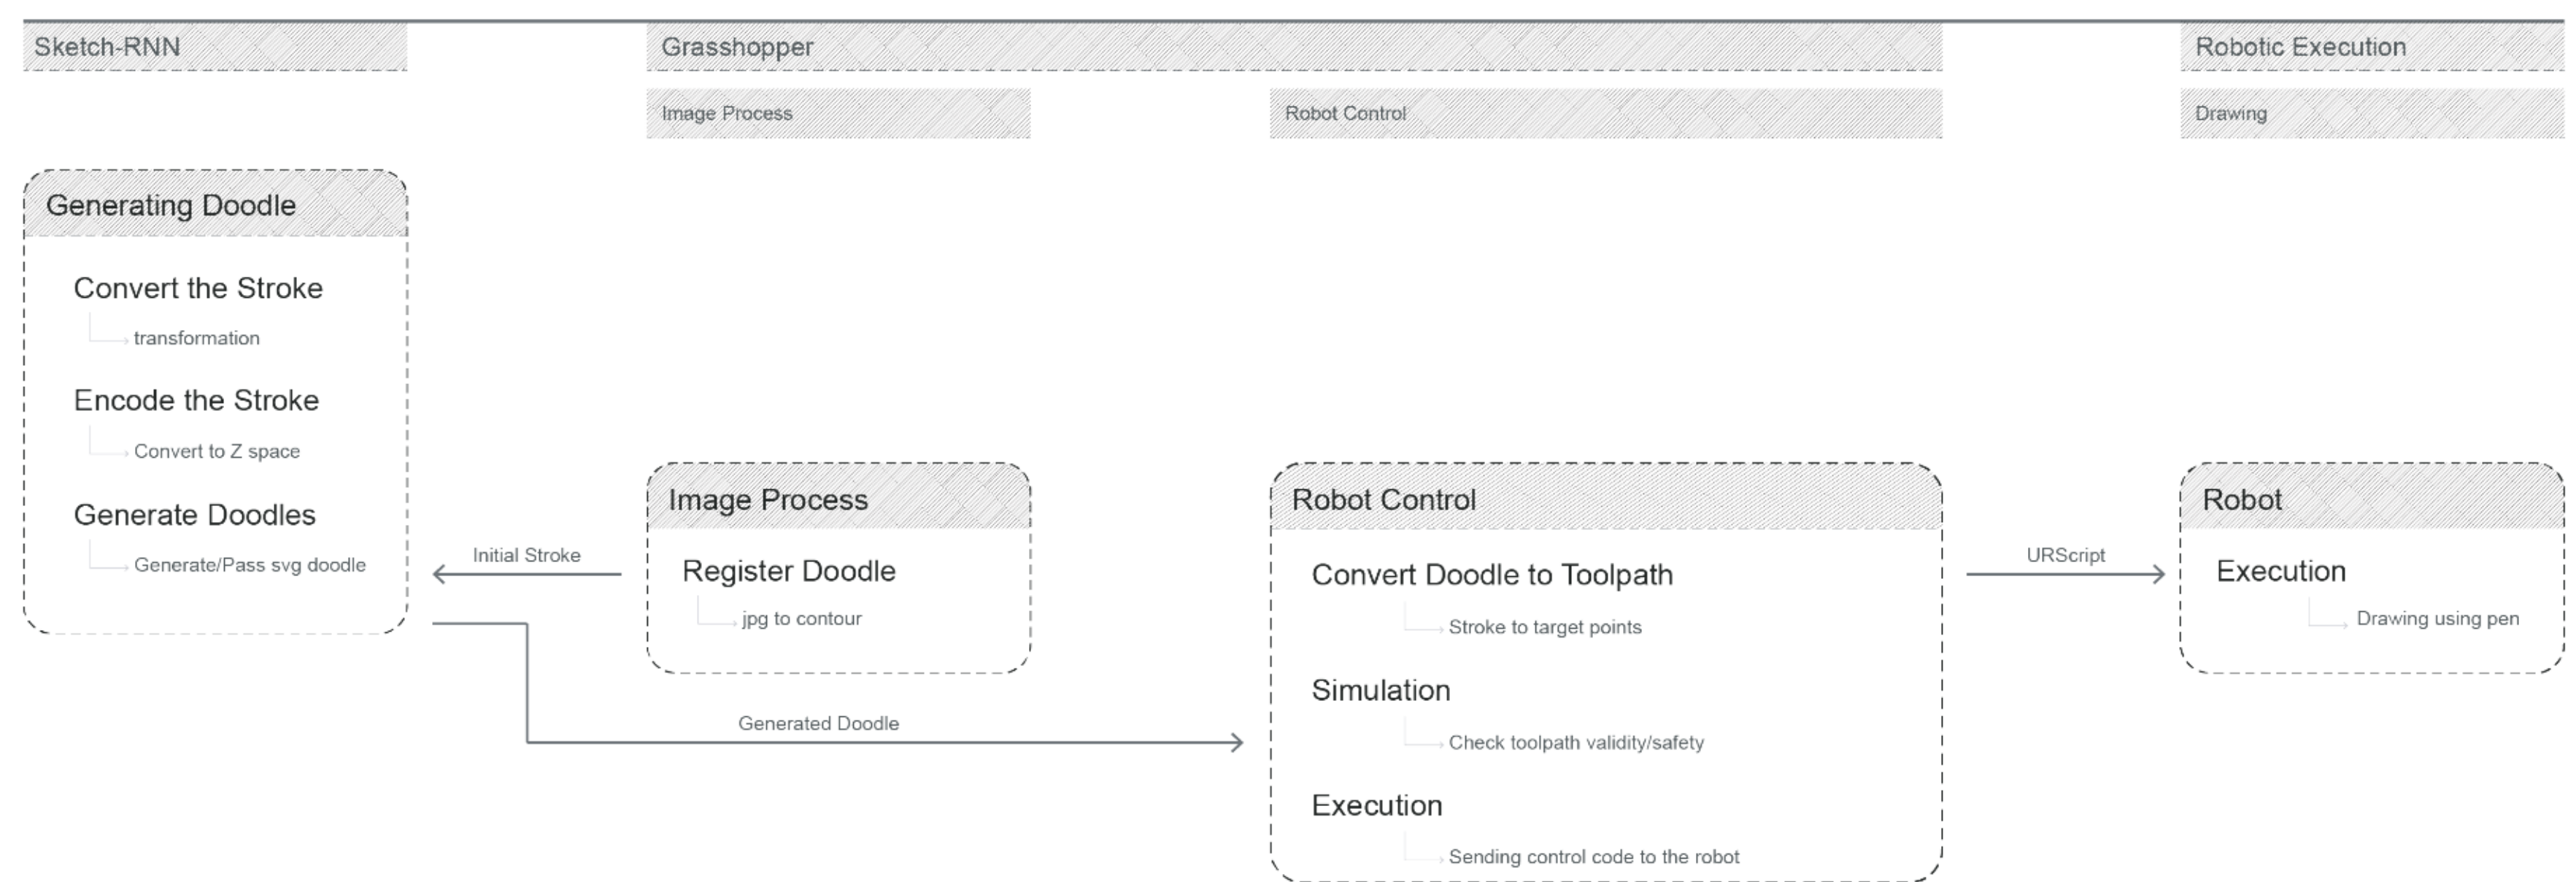 Sketch-RNN
Grasshopper
Robotic Execution
Image Process
Robot Control
Drawing
Generating Doodle
Convert the Stroke
transformation
Encode the Stroke
Convert to Z space
Generate Doodles
Generate/Pass svg doodle
Initial Stroke
Image Process
Register Doodle
jpg to contour
Generated Doodle
Robot Control
Convert Doodle to Toolpath
Stroke to target points
Simulation
Check toolpath validity/safety
Execution
Sending control code to the robot
URScript
Robot
Execution
Drawing using pen